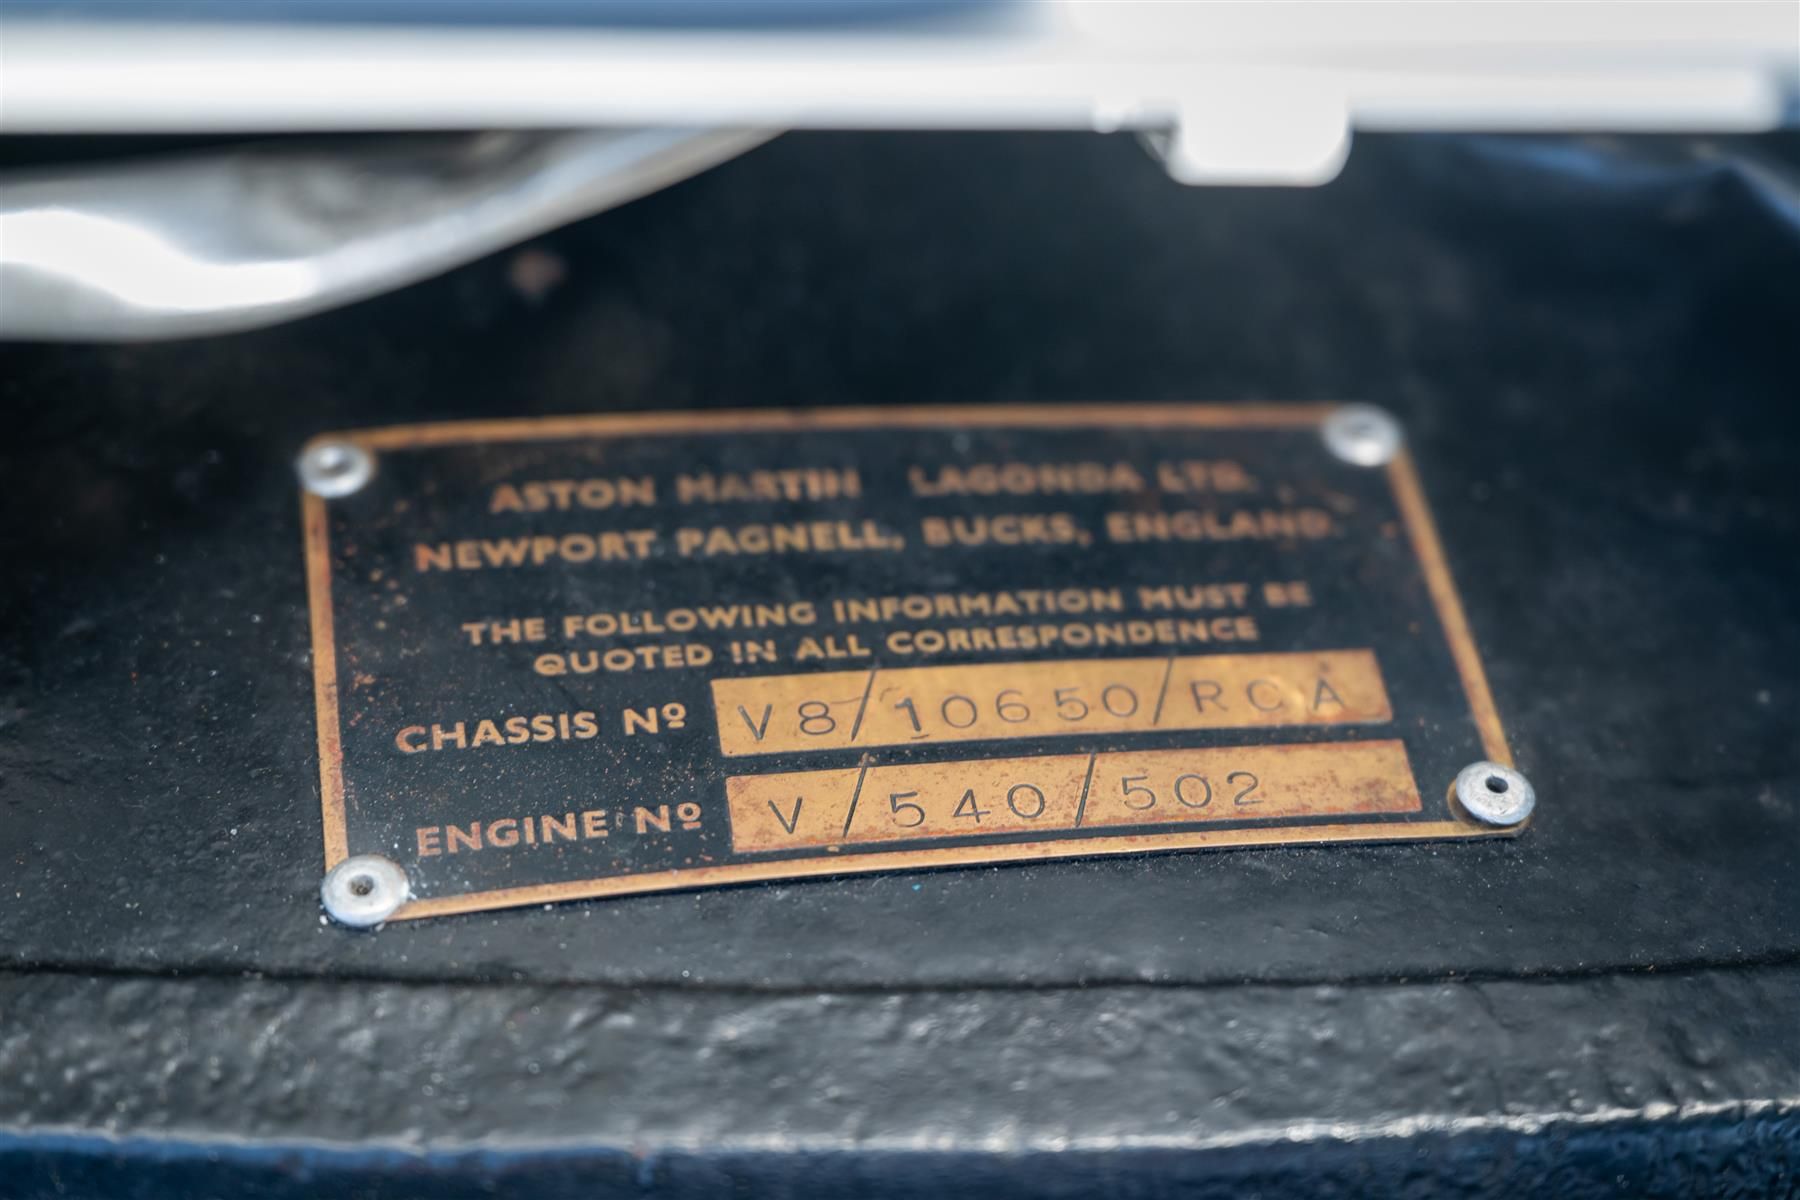 ASTON MARTIN LAGONDA LTD.
NEWPORT PAGNELL, BUCKS, ENGLAND.
THE FOLLOWING INFORMATION MUST BE
QUOTED IN ALL CORRESPONDENCE
CHASSIS Nº V8/10650/RCA
ENGINE Nº V/540/502